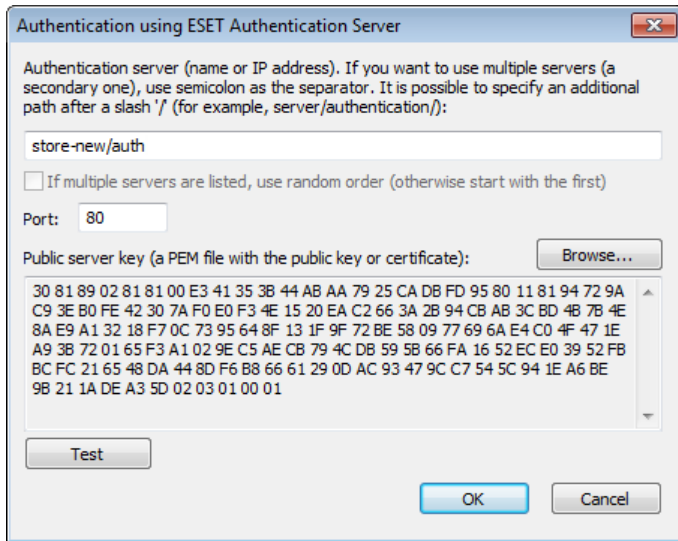 Authentication using ESET Authentication Server
Authentication server (name or IP address). If you want to use multiple servers (a
secondary one), use semicolon as the separator. It is possible to specify an additional
path after a slash '/' (for example, server/authentication/):
store-new/auth
If multiple servers are listed, use random order (otherwise start with the first)
Port: 80
Public server key (a PEM file with the public key or certificate): Browse...
30 81 89 02 81 81 00 E3 41 35 3B 44 AB AA 79 25 CA DB FD 95 80 11 81 94 72 9A
C9 3E B0 FE 42 30 7A F0 E0 F3 4E 15 20 EA C2 66 3A 2B 94 CB AB 3C BD 4B 7B 4E
8A E9 A1 32 18 F7 0C 73 95 64 8F 13 1F 9F 72 BE 58 09 77 69 6A E4 C0 4F 47 1E
A9 3B 72 01 65 F3 A1 02 9E C5 AE CB 79 4C DB 59 5B 66 FA 16 52 EC E0 39 52 FB
BC FC 21 65 48 DA 44 8D F6 B8 66 61 29 0D AC 93 47 9C C7 54 5C 94 1E A6 BE
9B 21 1A DE A3 5D 02 03 01 00 01
Test
OK Cancel